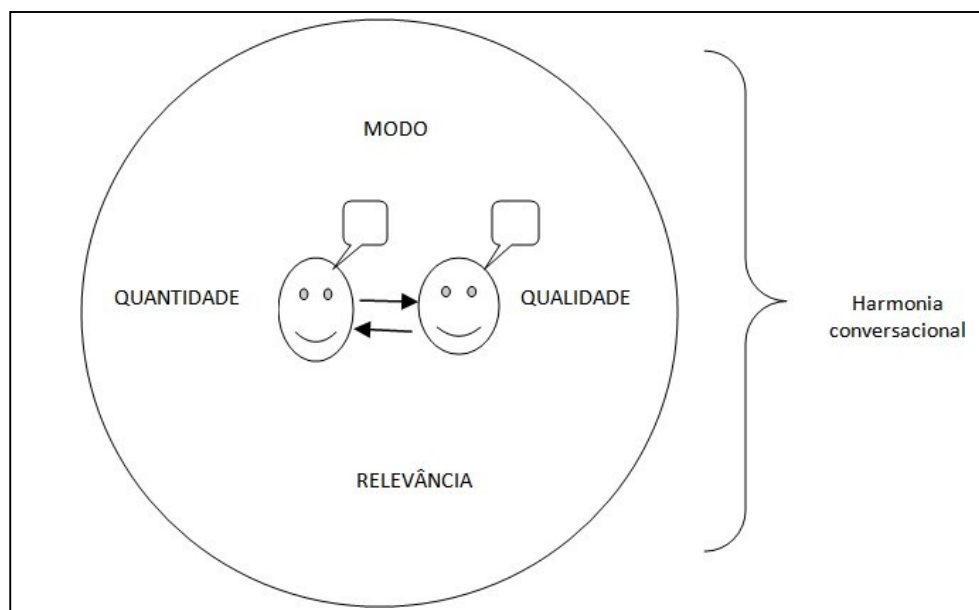 MODO
QUANTIDADE
QUALIDADE
Harmonia
conversacional
RELEVÂNCIA